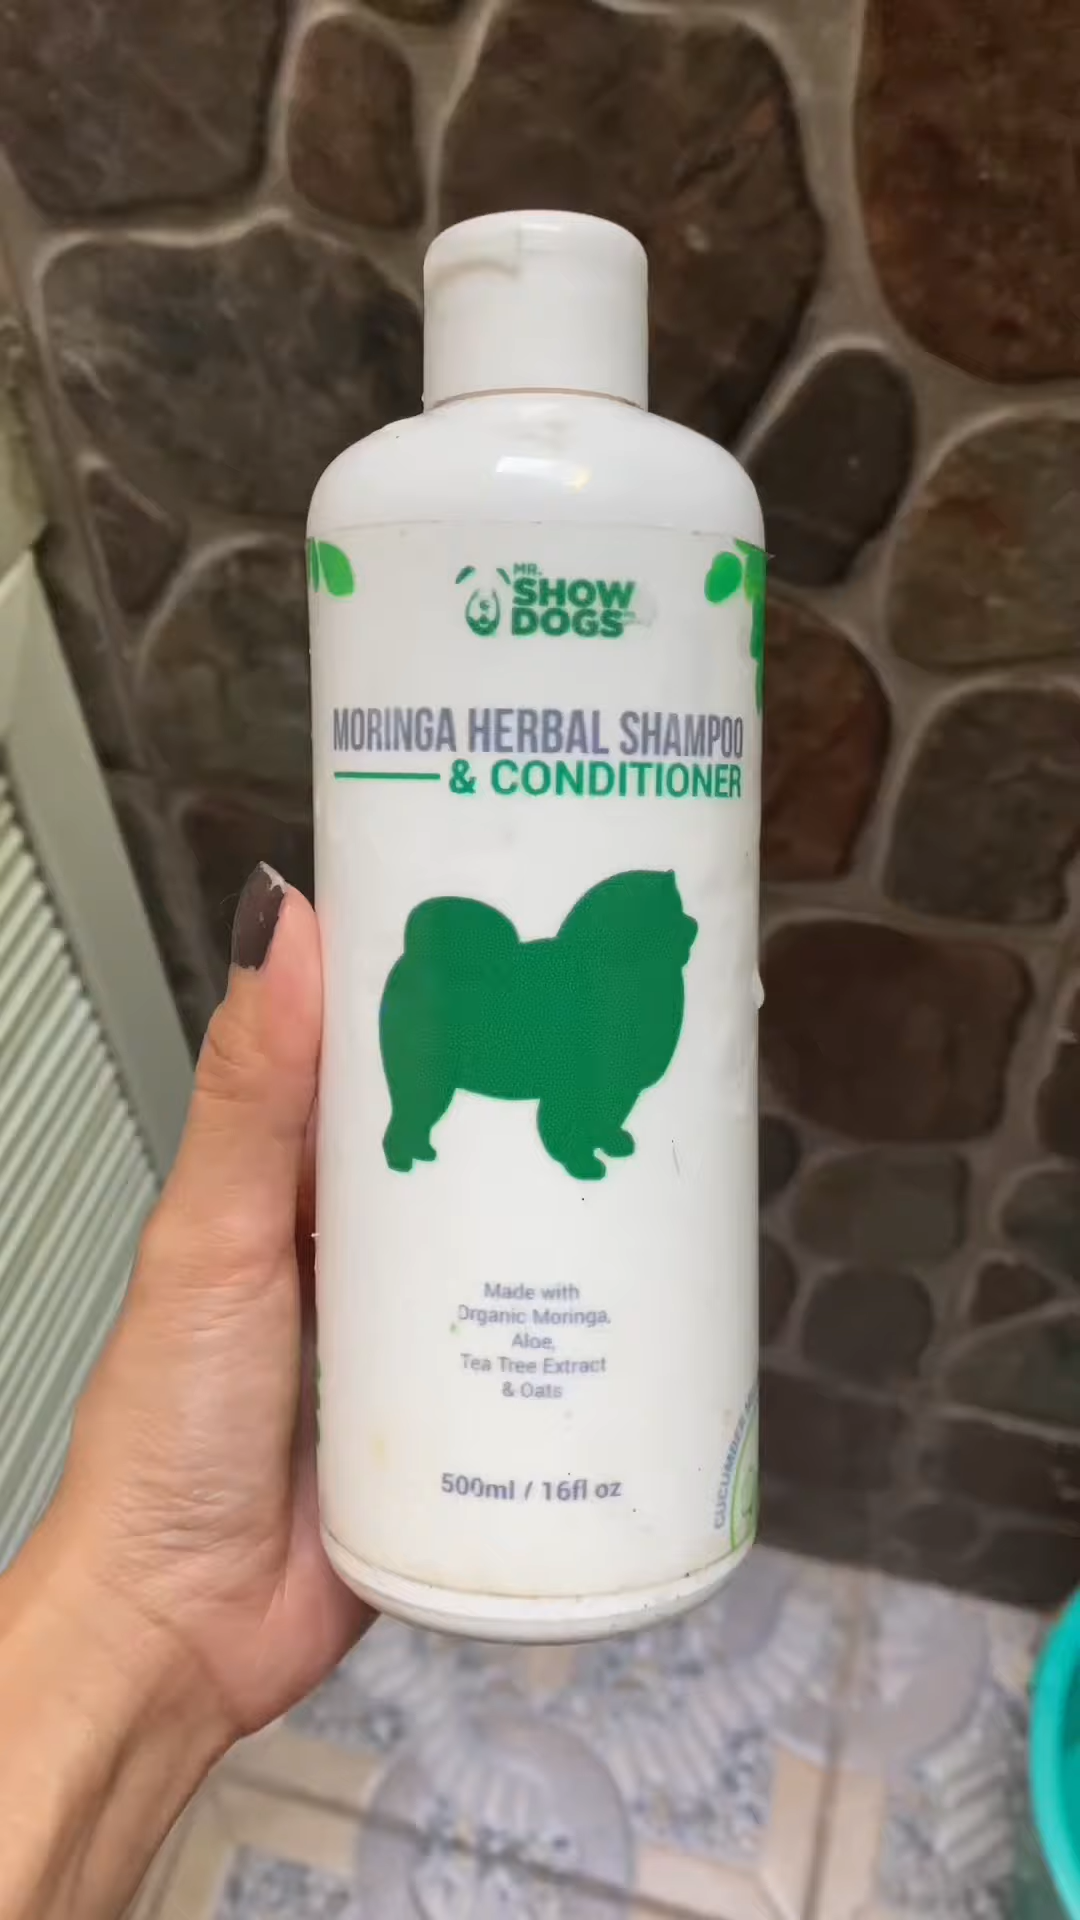 MR.
SHOW
DOGS
MORINGA HERBAL SHAMPOO
& CONDITIONER
Made with
Organic Moringa,
Aloe,
Tea Tree Extract
& Oats
500ml / 16fl oz
CUCUMBER